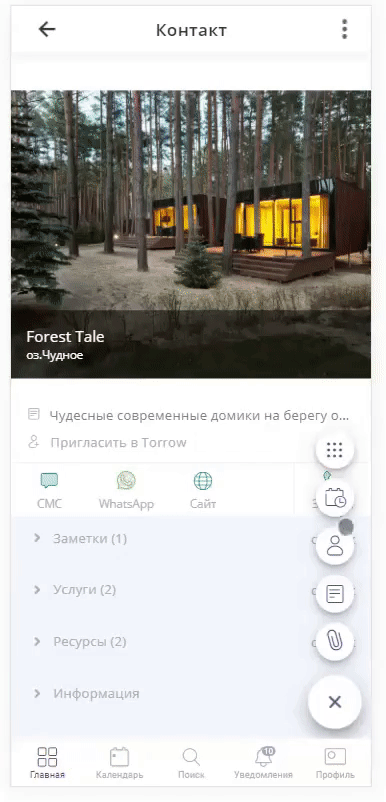 Контакт
Forest Tale
оз.Чудное
Чудесные современные домики на берегу о...
Пригласить в Torrow
СМС
WhatsApp
Сайт
Заметки (1)
Услуги (2)
Ресурсы (2)
Информация
10
Главная
Календарь
Поиск
Уведомления
Профиль